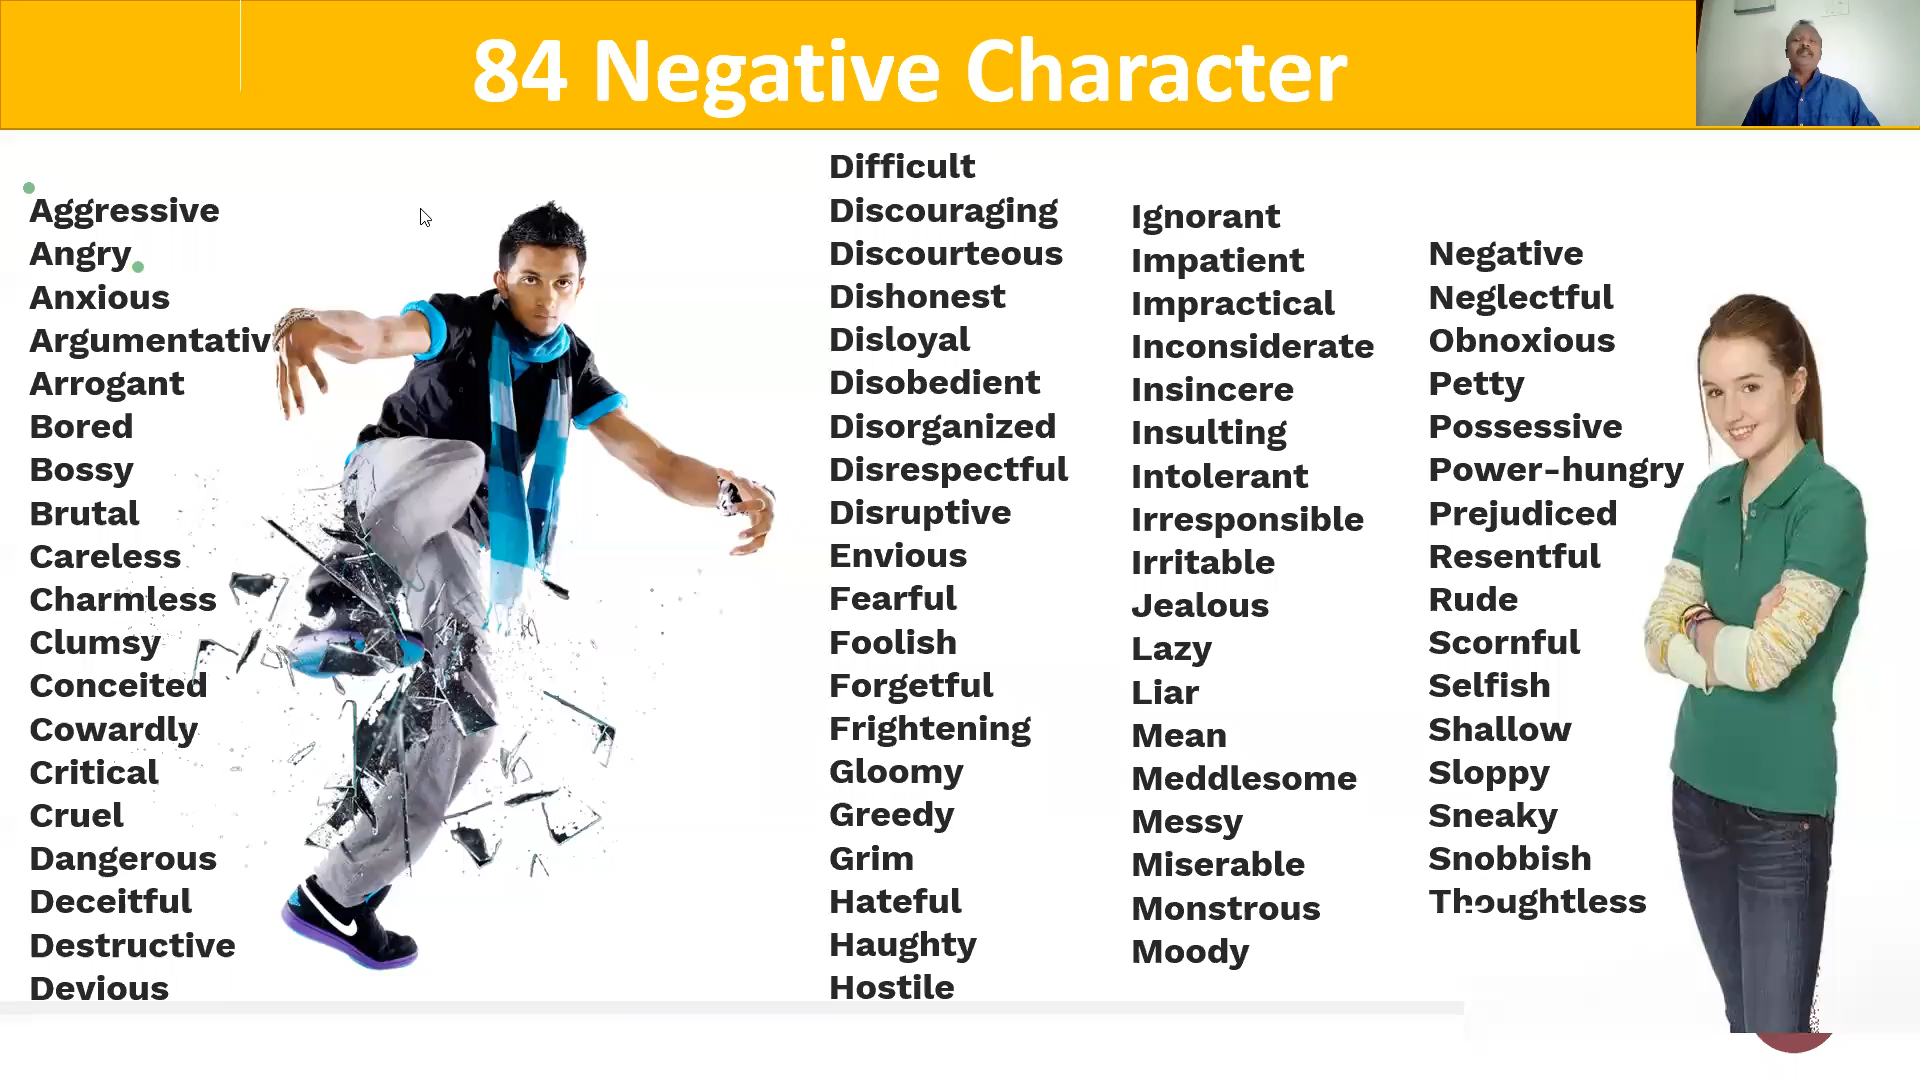 84 Negative Character
Aggressive
Angry
Anxious
Argumentativ
Arrogant
Bored
Bossy
Brutal
Careless
Charmless
Clumsy
Conceited
Cowardly
Critical
Cruel
Dangerous
Deceitful
Destructive
Devious
Difficult
Discouraging
Discourteous
Dishonest
Disloyal
Disobedient
Disorganized
Disrespectful
Disruptive
Envious
Fearful
Foolish
Forgetful
Frightening
Gloomy
Greedy
Grim
Hateful
Haughty
Hostile
Ignorant
Impatient
Impractical
Inconsiderate
Insincere
Insulting
Intolerant
Irresponsible
Irritable
Jealous
Lazy
Liar
Mean
Meddlesome
Messy
Miserable
Monstrous
Moody
Negative
Neglectful
Obnoxious
Petty
Possessive
Power-hungry
Prejudiced
Resentful
Rude
Scornful
Selfish
Shallow
Sloppy
Sneaky
Snobbish
Thoughtless